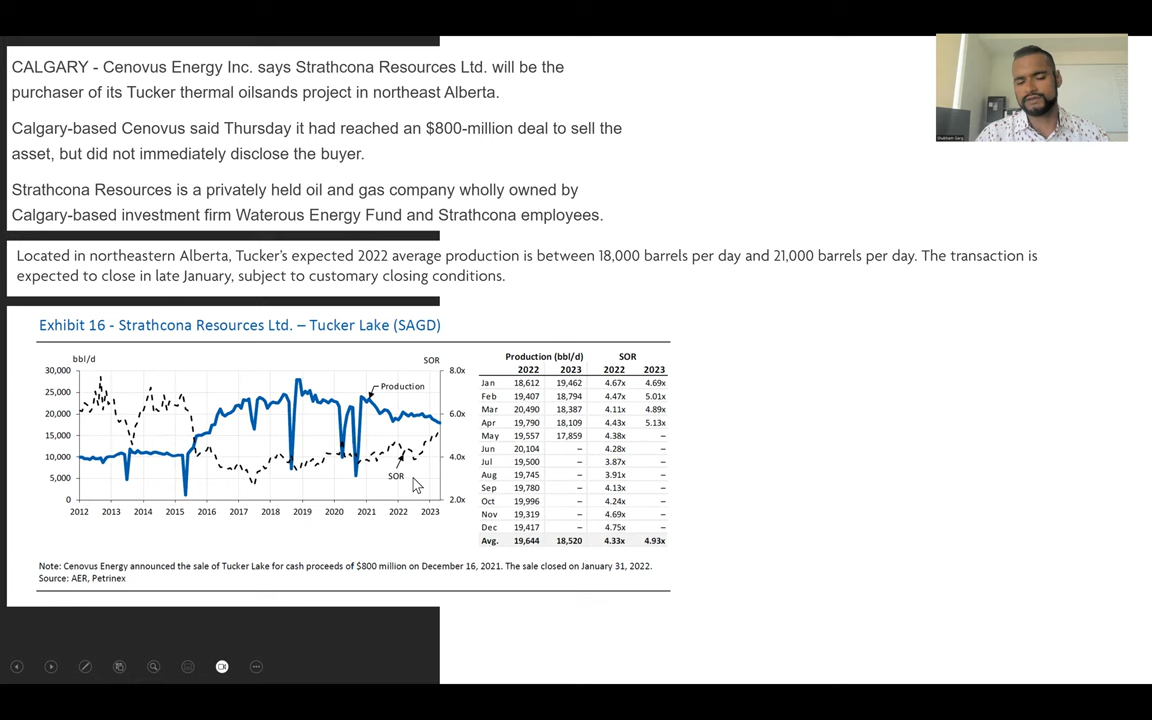 CALGARY - Cenovus Energy Inc. says Strathcona Resources Ltd. will be the
purchaser of its Tucker thermal oilsands project in northeast Alberta.
Calgary-based Cenovus said Thursday it had reached an $800-million deal to sell the
asset, but did not immediately disclose the buyer.
Strathcona Resources is a privately held oil and gas company wholly owned by
Calgary-based investment firm Waterous Energy Fund and Strathcona employees.
Located in northeastern Alberta, Tucker's expected 2022 average production is between 18,000 barrels per day and 21,000 barrels per day. The transaction is
expected to close in late January, subject to customary closing conditions.
Exhibit 16 - Strathcona Resources Ltd. – Tucker Lake (SAGD)
bbl/d SOR
30,000 8.0x
25,000
20,000 6.0x
15,000
10,000 4.0x
5,000
0 2.0x
Production
SOR
2012 2013 2014 2015 2016 2017 2018 2019 2020 2021 2022 2023
Production (bbl/d) SOR
2022 2023 2022 2023
Jan 18,612 19,462 4.67x 4.69x
Feb 19,407 18,794 4.47x 5.01x
Mar 20,490 18,387 4.11x 4.89x
Apr 19,790 18,109 4.43x 5.13x
May 19,557 17,859 4.38x –
Jun 20,104 – 4.28x –
Jul 19,500 – 3.87x –
Aug 19,745 – 3.91x –
Sep 19,780 – 4.13x –
Oct 19,996 – 4.24x –
Nov 19,319 – 4.69x –
Dec 19,417 – 4.75x –
Avg. 19,644 18,520 4.33x 4.93x
Note: Cenovus Energy announced the sale of Tucker Lake for cash proceeds of $800 million on December 16, 2021. The sale closed on January 31, 2022.
Source: AER, Petrinex
Shubham Garg